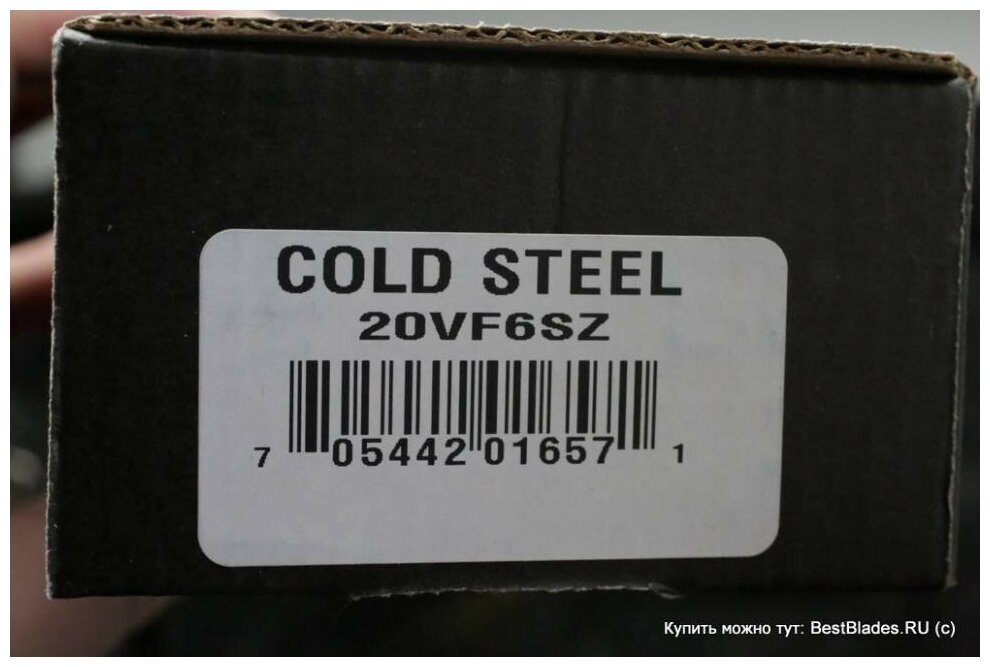 COLD STEEL
20VF6SZ
7 05442 01657 1
Купить можно тут: BestBlades.RU (c)